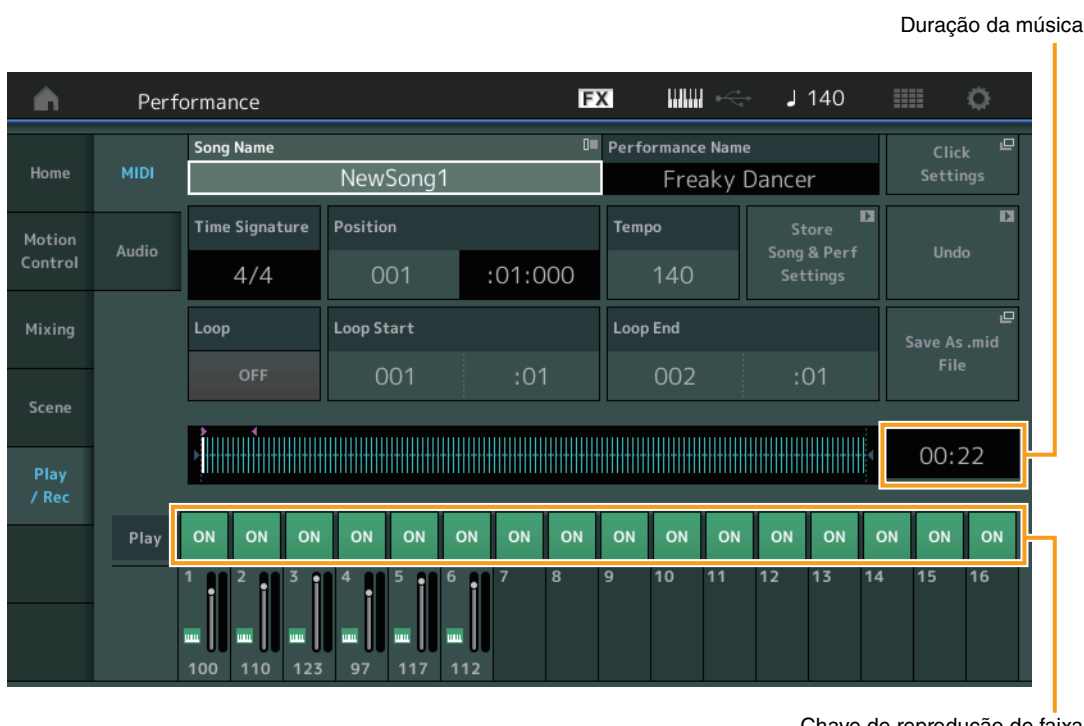 Duração da música
Performance FX 140
Home
MIDI
Song Name
NewSong1
Performance Name
Freaky Dancer
Click
Settings
Motion
Control
Audio
Time Signature
4/4
Position
001 :01:000
Tempo
140
Store
Song & Perf
Settings
Undo
Mixing
Loop
OFF
Loop Start
001 :01
Loop End
002 :01
Save As .mid
File
Scene
Play
/ Rec
00:22
Play ON ON ON ON ON ON ON ON ON ON ON ON ON ON ON ON
1 2 3 4 5 6 7 8 9 10 11 12 13 14 15 16
100 110 123 97 117 112
Chave de reprodução de faixa